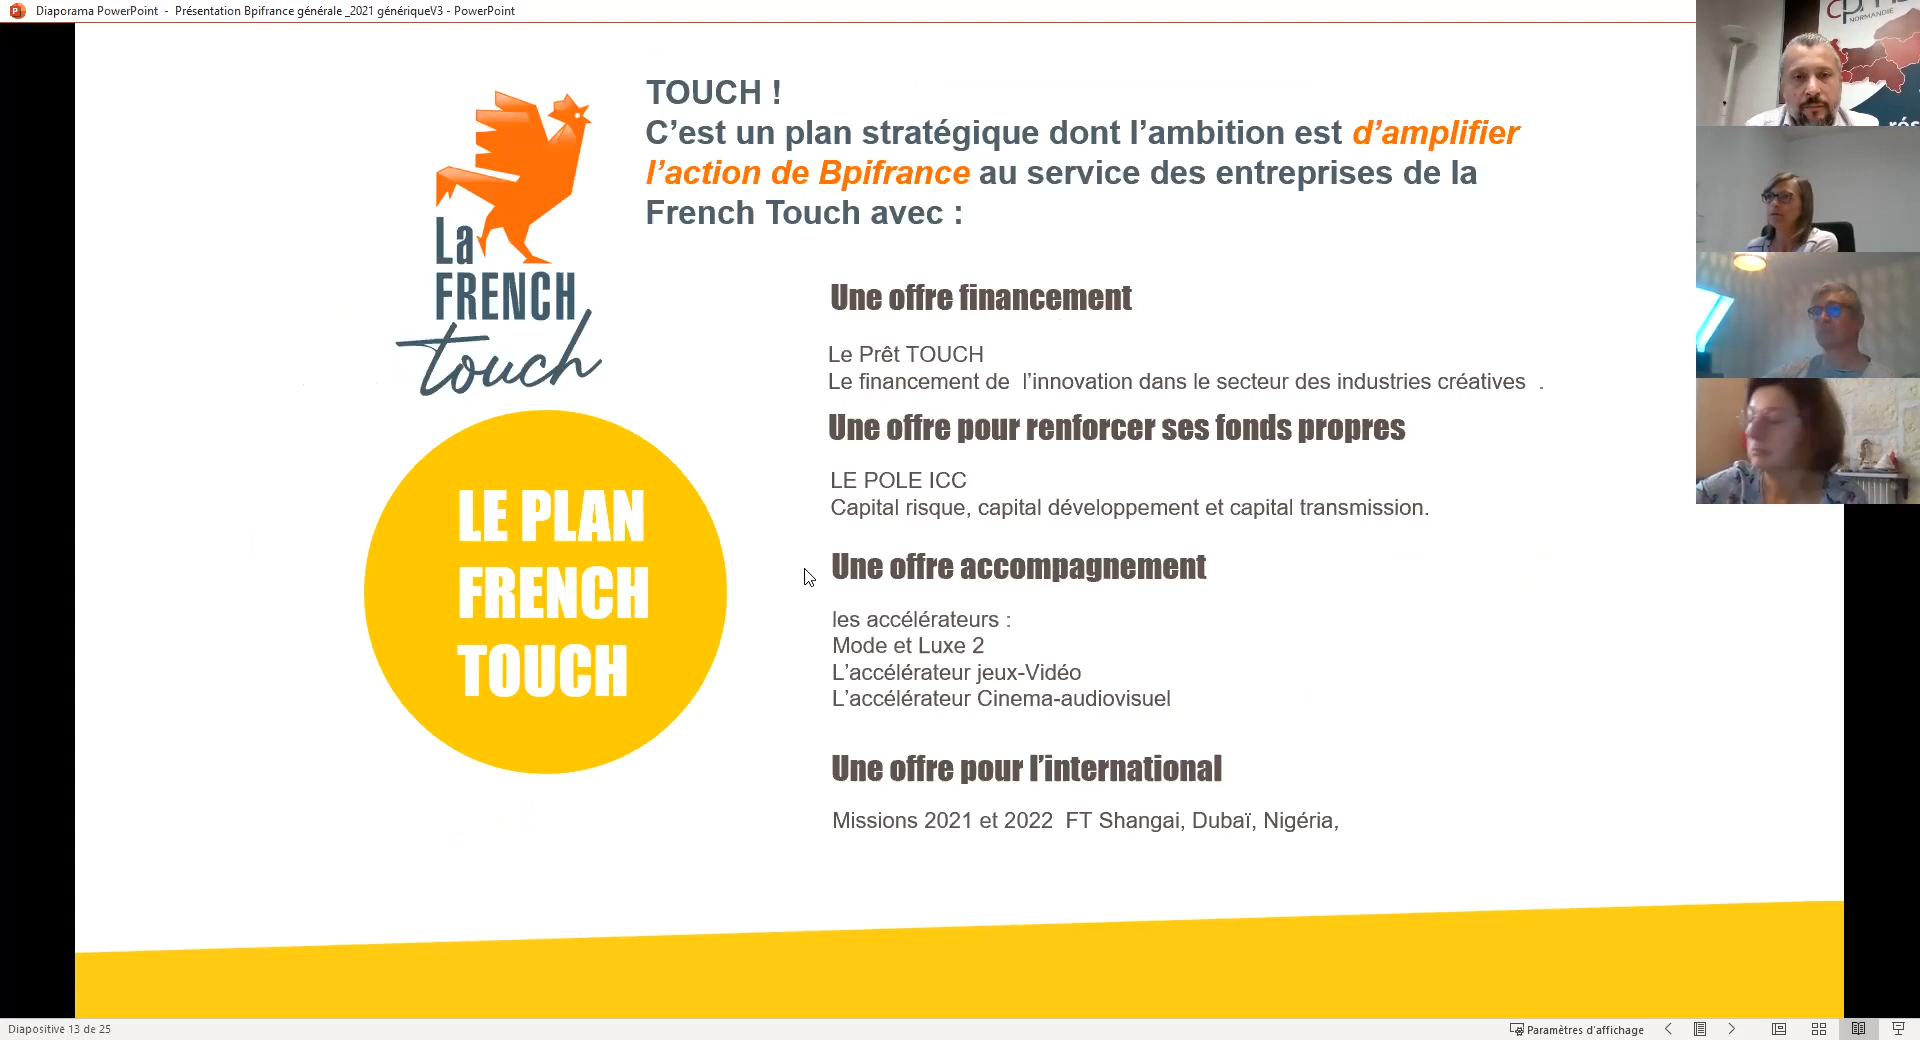 Diaporama PowerPoint - Présentation Bpifrance générale _2021 génériqueV3 - PowerPoint
NORMANDIE
TOUCH !
C’est un plan stratégique dont l’ambition est d’amplifier
l’action de Bpifrance au service des entreprises de la
French Touch avec :
La
FRENCH
touch
LE PLAN
FRENCH
TOUCH
Une offre financement
Le Prêt TOUCH
Le financement de l’innovation dans le secteur des industries créatives .
Une offre pour renforcer ses fonds propres
LE POLE ICC
Capital risque, capital développement et capital transmission.
Une offre accompagnement
les accélérateurs :
Mode et Luxe 2
L’accélérateur jeux-Vidéo
L’accélérateur Cinema-audiovisuel
Une offre pour l’international
Missions 2021 et 2022 FT Shangai, Dubaï, Nigéria,
Diapositive 13 de 25
Paramètres d’affichage